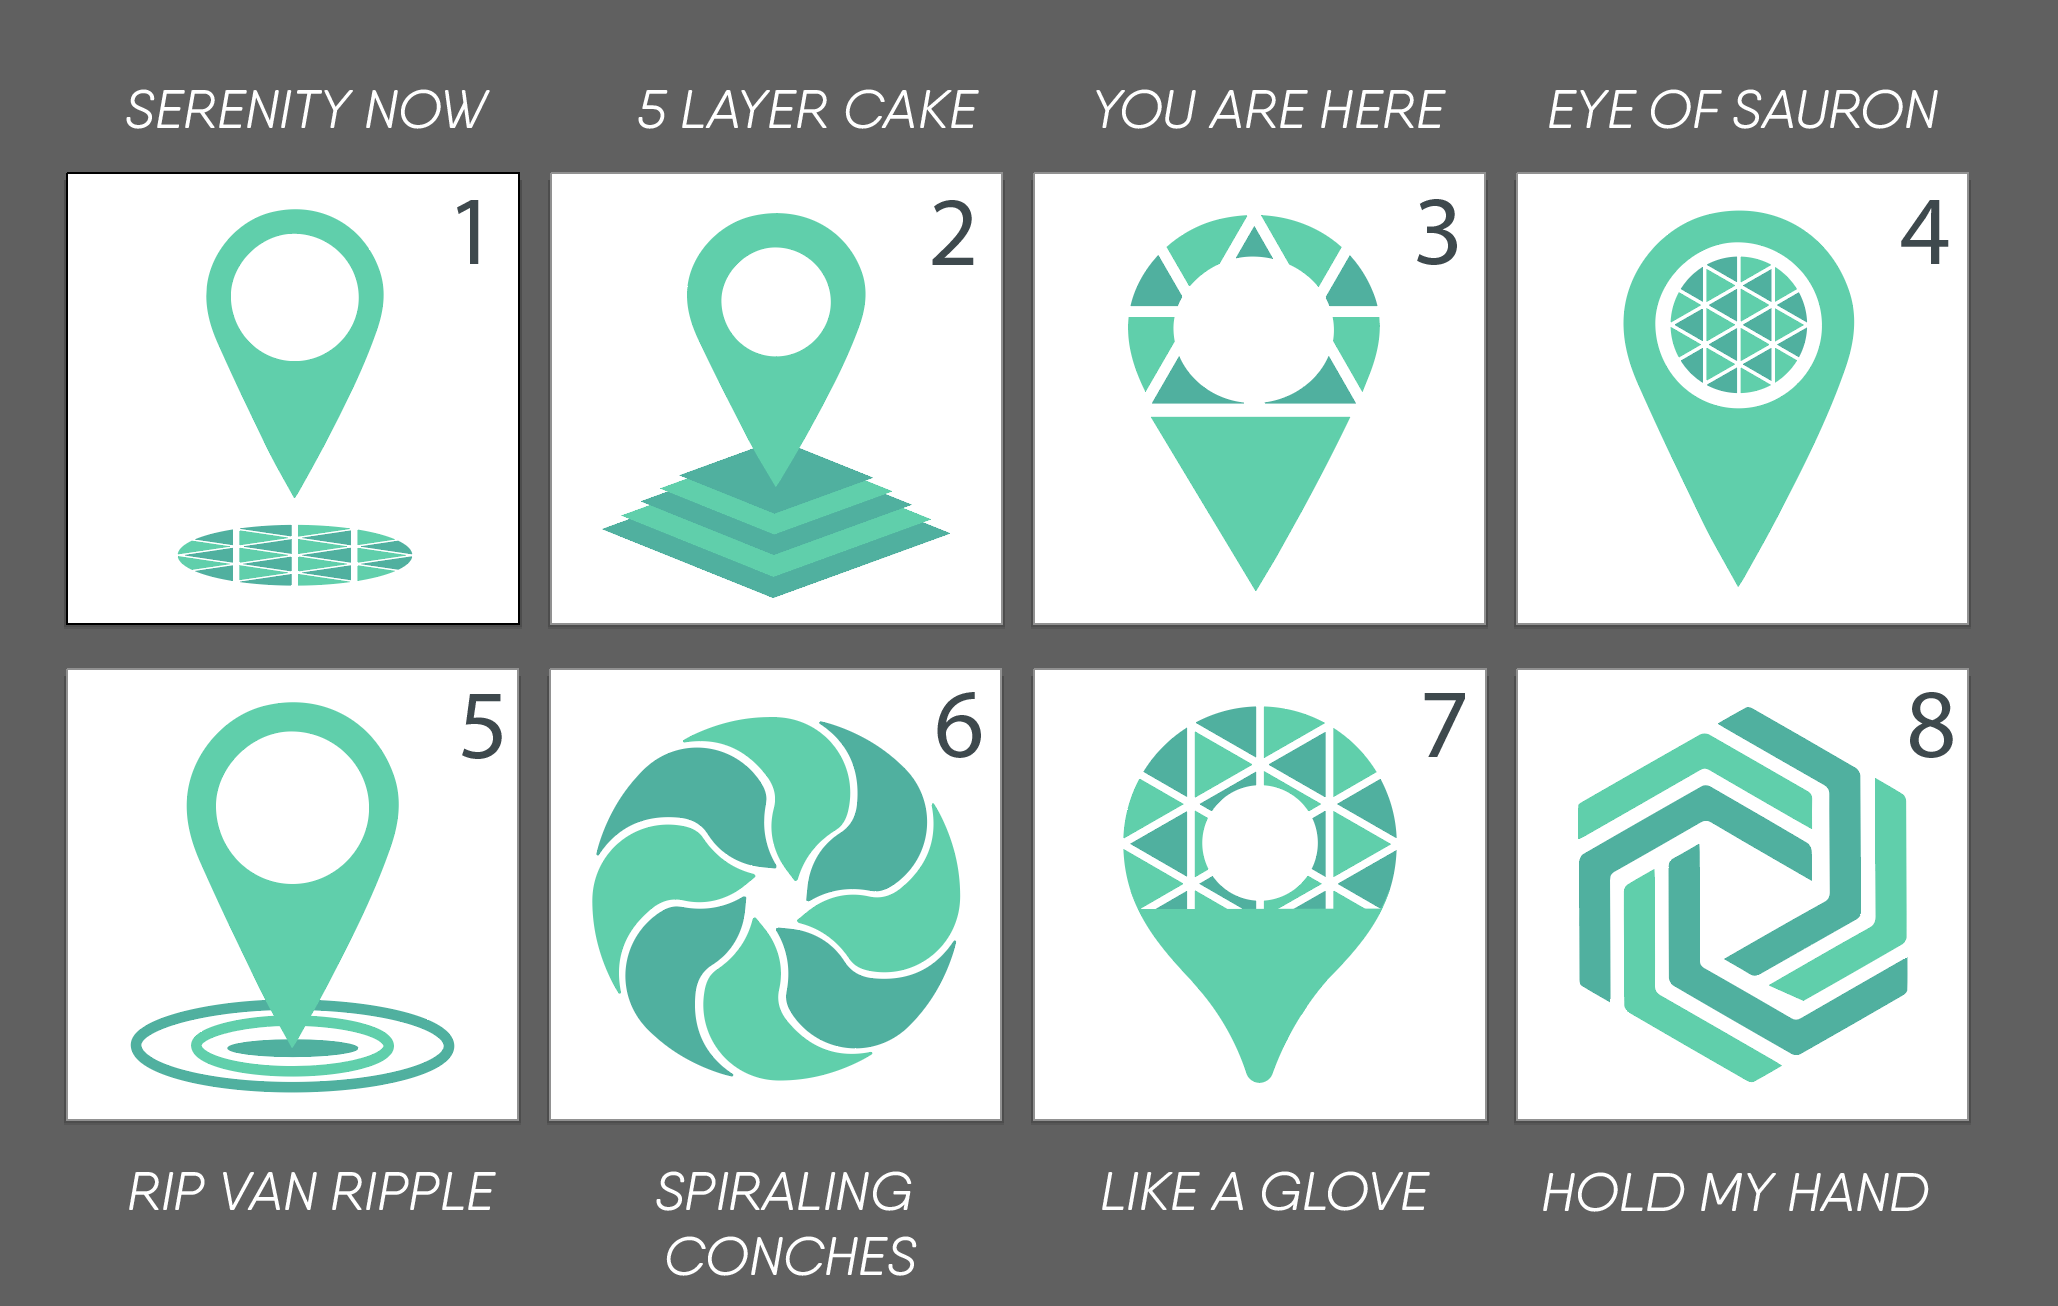 SERENITY NOW
5 LAYER CAKE
YOU ARE HERE
EYE OF SAURON
1
2
3
4
5
6
7
8
RIP VAN RIPPLE
SPIRALING
CONCHES
LIKE A GLOVE
HOLD MY HAND